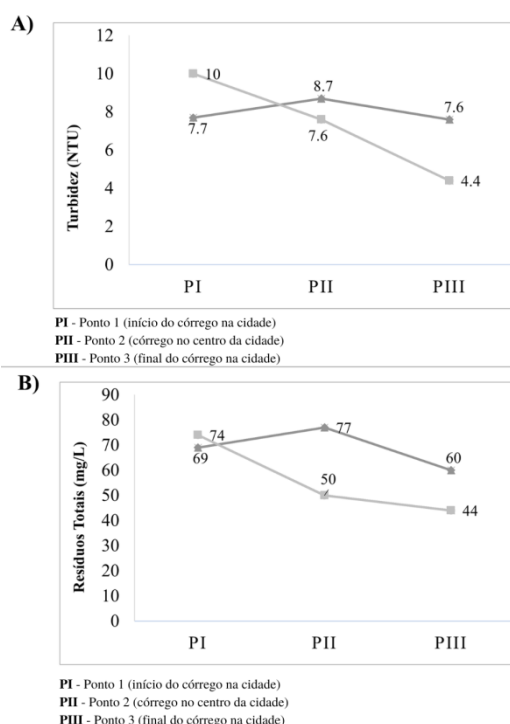 A)
12
10
8
6
4
2
0
Turbidez (NTU)
10
7.7
8.7
7.6
7.6
4.4
PI PII PIII
PI - Ponto 1 (início do córrego na cidade)
PII - Ponto 2 (córrego no centro da cidade)
PIII - Ponto 3 (final do córrego na cidade)
B)
90
80
70
60
50
40
30
20
10
0
Resíduos Totais (mg/L)
74
69
77
50
60
44
PI PII PIII
PI - Ponto 1 (início do córrego na cidade)
PII - Ponto 2 (córrego no centro da cidade)
PIII - Ponto 3 (final do córrego na cidade)